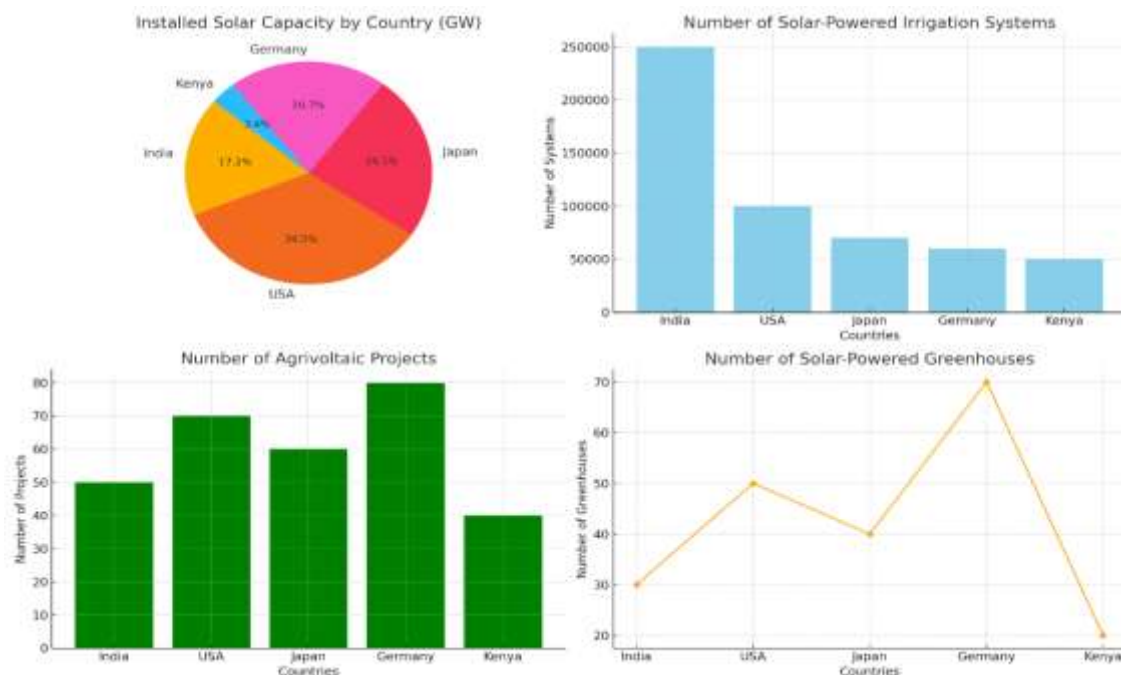 Installed Solar Capacity by Country (GW)
Germany
Kenya
India
Japan
USA
20.7%
17.2%
Number of Solar-Powered Irrigation Systems
Number of Systems
250000
200000
150000
100000
50000
0
India USA Japan Germany Kenya
Countries
Number of Agrivoltaic Projects
Number of Projects
80
70
60
50
40
30
20
10
0
India USA Japan Germany Kenya
Countries
Number of Solar-Powered Greenhouses
Number of Greenhouses
70
60
50
40
30
20
India USA Japan Germany Kenya
Countries